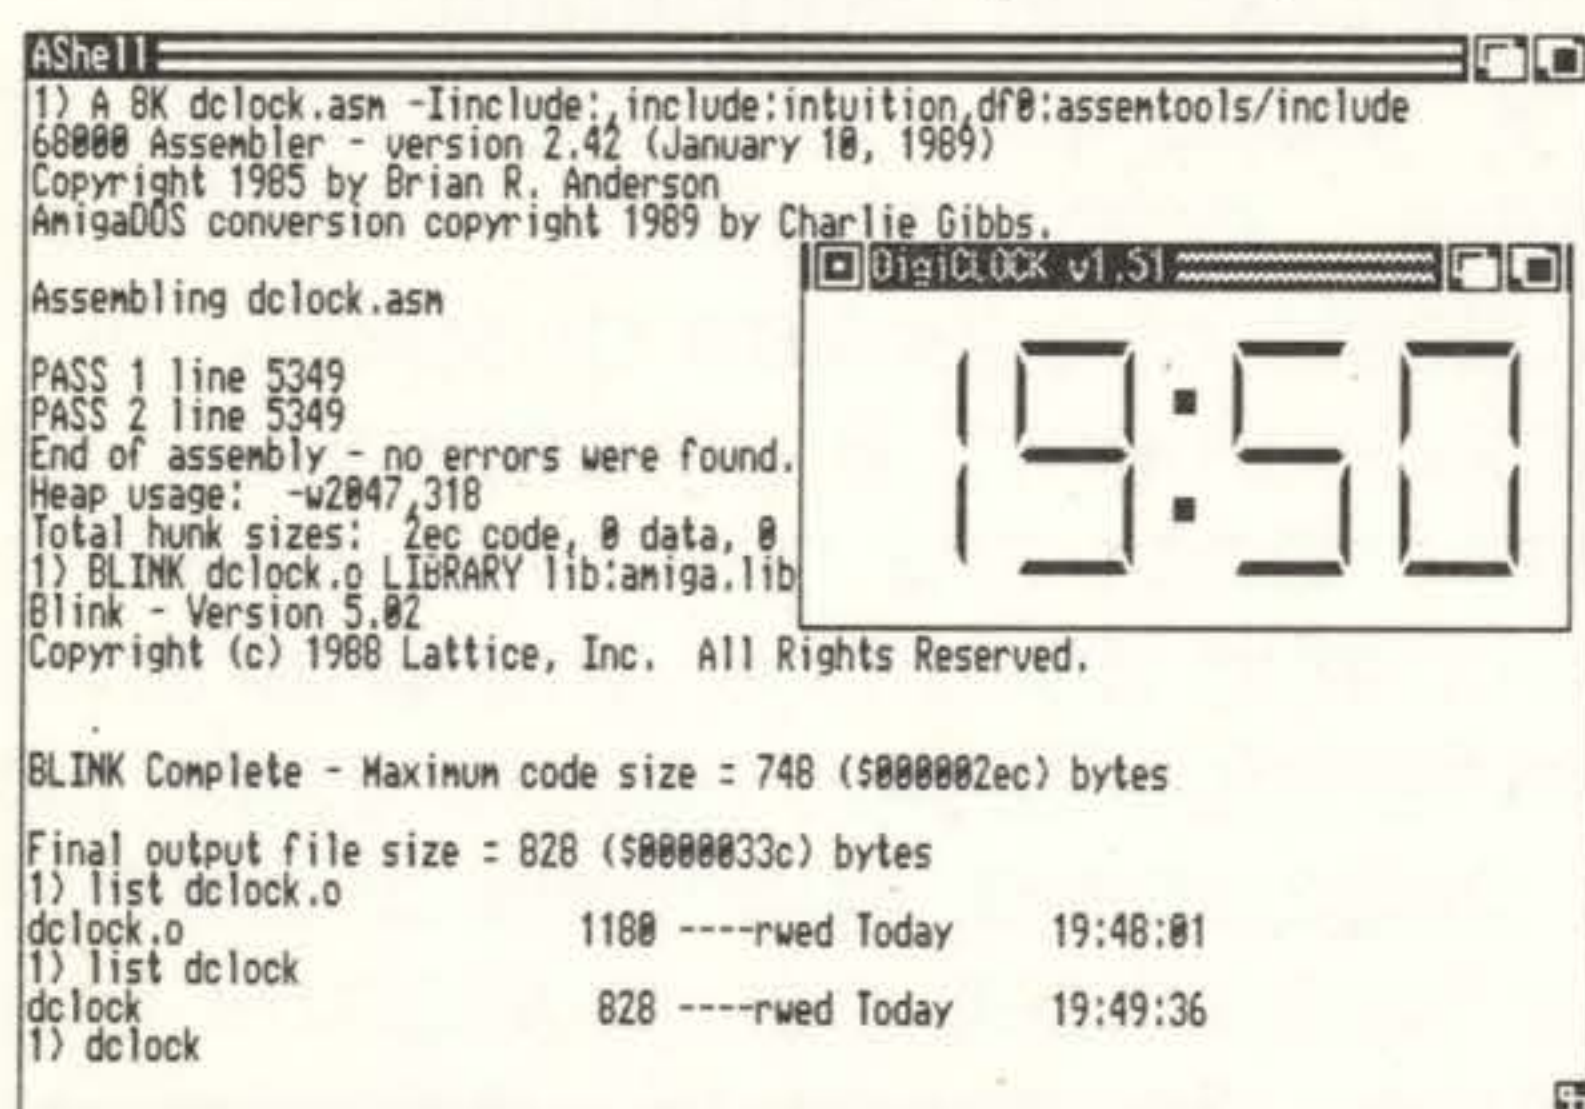 AShell
1) A 8K dclock.asm -Iinclude:,include:intuition,df0:assemtools/include
68000 Assembler - version 2.42 (January 10, 1989)
Copyright 1985 by Brian R. Anderson
AmigaDOS conversion copyright 1989 by Charlie Gibbs.
DigiCLOCK v1.51
19:50
Assembling dclock.asm
PASS 1 line 5349
PASS 2 line 5349
End of assembly - no errors were found.
Heap usage:  -w2047,318
Total hunk sizes:  2ec code, 0 data, 0
1) BLINK dclock.o LIBRARY lib:amiga.lib
Blink - Version 5.02
Copyright (c) 1988 Lattice, Inc.  All Rights Reserved.
BLINK Complete - Maximum code size = 748 ($000002ec) bytes
Final output file size = 828 ($0000033c) bytes
1) list dclock.o
dclock.o 1180 ----rwed Today 19:48:01
1) list dclock
dclock 828 ----rwed Today 19:49:36
1) dclock